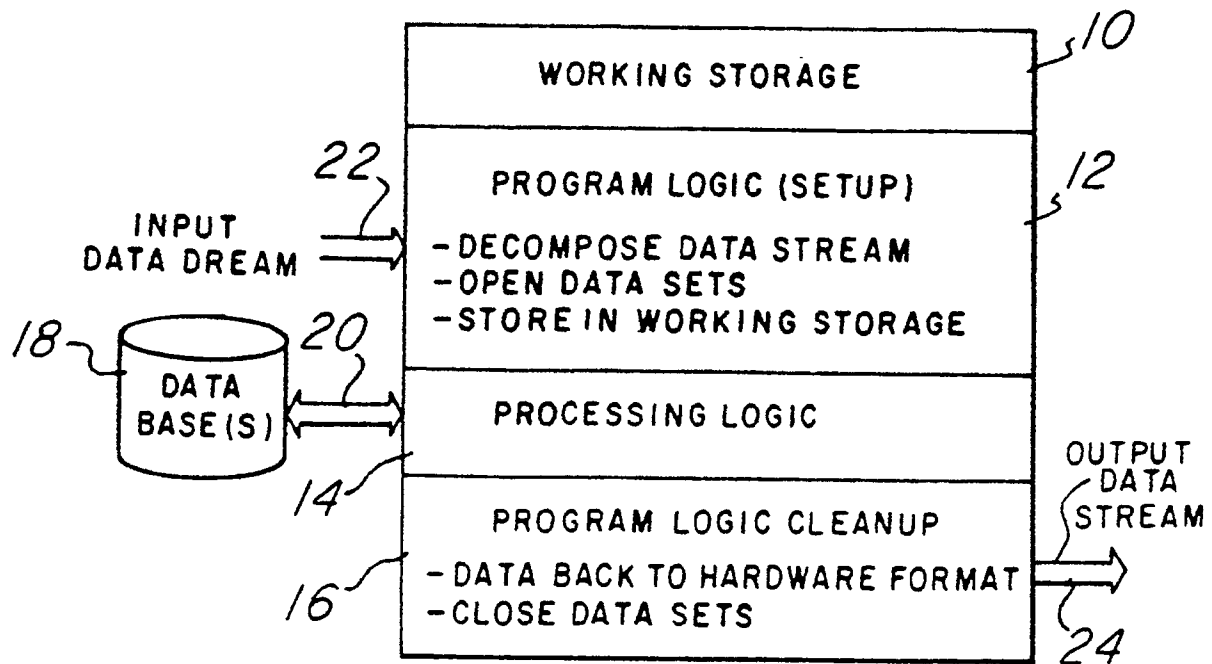 10
WORKING STORAGE
22
12
PROGRAM LOGIC (SETUP)
INPUT
DATA DREAM
-DECOMPOSE DATA STREAM
-OPEN DATA SETS
-STORE IN WORKING STORAGE
18
20
DATA
BASE(S)
PROCESSING LOGIC
14
OUTPUT
DATA
STREAM
PROGRAM LOGIC CLEANUP
16
-DATA BACK TO HARDWARE FORMAT
-CLOSE DATA SETS
24